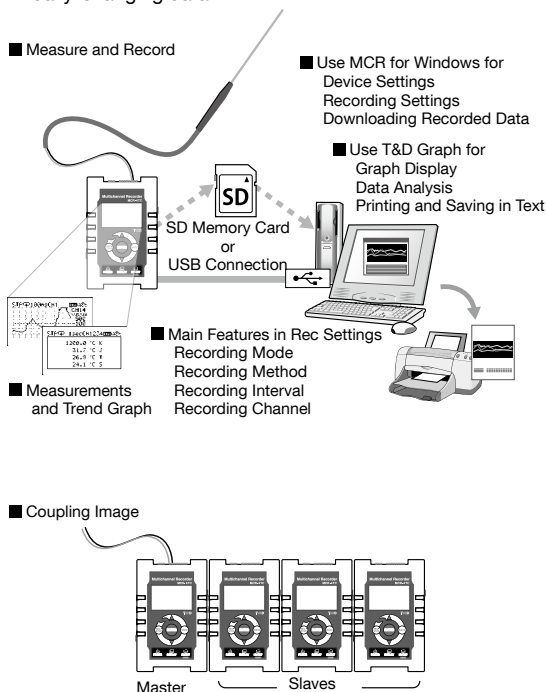 ■ Measure and Record
■ Use MCR for Windows for
Device Settings
Recording Settings
Downloading Recorded Data
■ Use T&D Graph for
Graph Display
Data Analysis
Printing and Saving in Text
Multichannel Recorder
SD
SD Memory Card
or
USB Connection
1200.0 °C K
31.7 °C J
26.9 °C T
24.1 °C S
■ Measurements
and Trend Graph
■ Main Features in Rec Settings
Recording Mode
Recording Method
Recording Interval
Recording Channel
■ Coupling Image
Multichannel Recorder
Multichannel Recorder
Multichannel Recorder
Multichannel Recorder
Master
Slaves